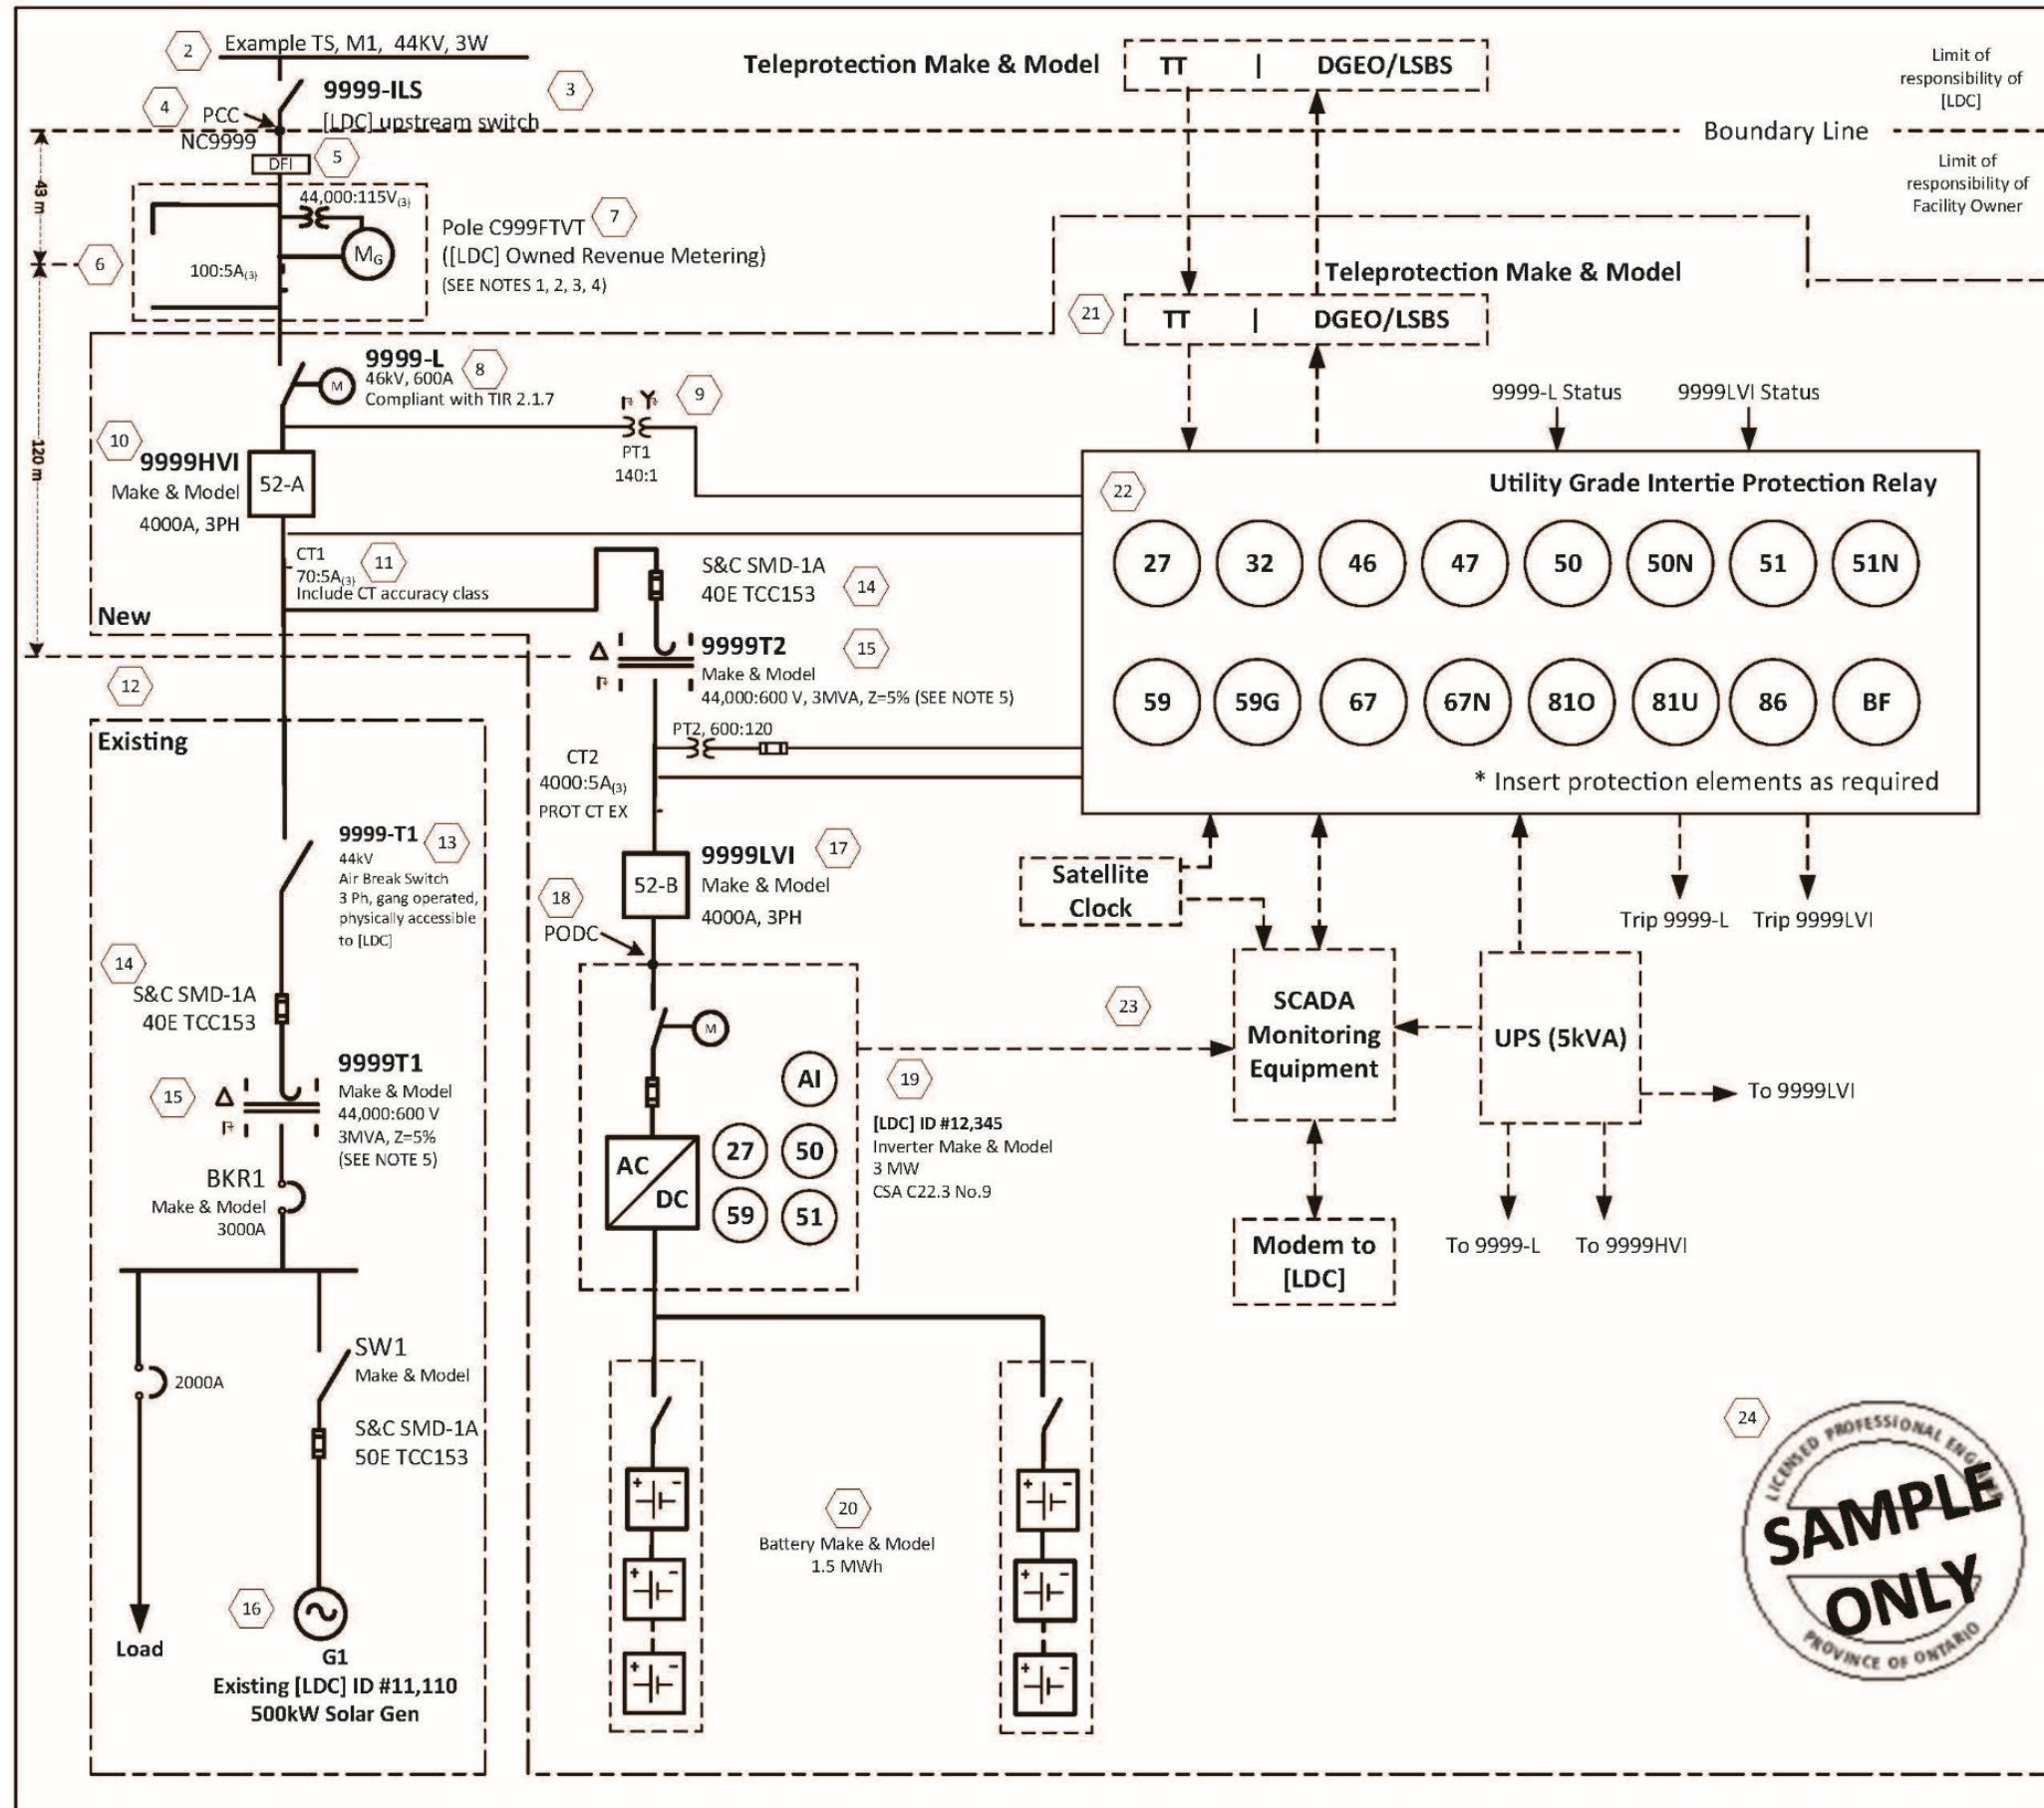 2
Example TS, M1, 44KV, 3W
9999-ILS
[LDC] upstream switch
3
4
PCC
NC9999
DFI
5
Teleprotection Make & Model
TT | DGEO/LSBS
Limit of
responsibility of
[LDC]
Boundary Line
Limit of
responsibility of
Facility Owner
43 m
120 m
6
44,000:115V(3)
MG
100:5A(3)
7
Pole C999FTVT
([LDC] Owned Revenue Metering)
(SEE NOTES 1, 2, 3, 4)
Teleprotection Make & Model
21
TT | DGEO/LSBS
9999-L
46kV, 600A
Compliant with TIR 2.1.7
8
M
9
PT1
140:1
10
9999HVI
Make & Model
4000A, 3PH
52-A
CT1
70:5A(3)
Include CT accuracy class
11
New
9999-L Status
9999LVI Status
22
Utility Grade Intertie Protection Relay
27 32 46 47 50 50N 51 51N
59 59G 67 67N 81O 81U 86 BF
* Insert protection elements as required
S&C SMD-1A
40E TCC153
14
9999T2
Make & Model
44,000:600 V, 3MVA, Z=5% (SEE NOTE 5)
15
Δ
PT2, 600:120
CT2
4000:5A(3)
PROT CT EX
12
Existing
9999-T1
44kV
Air Break Switch
3 Ph, gang operated,
physically accessible
to [LDC]
13
14
S&C SMD-1A
40E TCC153
15
Δ
9999T1
Make & Model
44,000:600 V
3MVA, Z=5%
(SEE NOTE 5)
BKR1
Make & Model
3000A
2000A
SW1
Make & Model
S&C SMD-1A
50E TCC153
16
Load
G1
Existing [LDC] ID #11,110
500kW Solar Gen
52-B
9999LVI
Make & Model
4000A, 3PH
17
18
PODC
M
AI
27 50
59 51
AC
DC
19
[LDC] ID #12,345
Inverter Make & Model
3 MW
CSA C22.3 No.9
+ -
+ -
+ -
+ -
+ -
+ -
20
Battery Make & Model
1.5 MWh
Satellite
Clock
23
SCADA
Monitoring
Equipment
Modem to
[LDC]
UPS (5kVA)
Trip 9999-L
Trip 9999LVI
To 9999LVI
To 9999-L
To 9999HVI
24
LICENSED PROFESSIONAL ENGINEER
SAMPLE
ONLY
PROVINCE OF ONTARIO